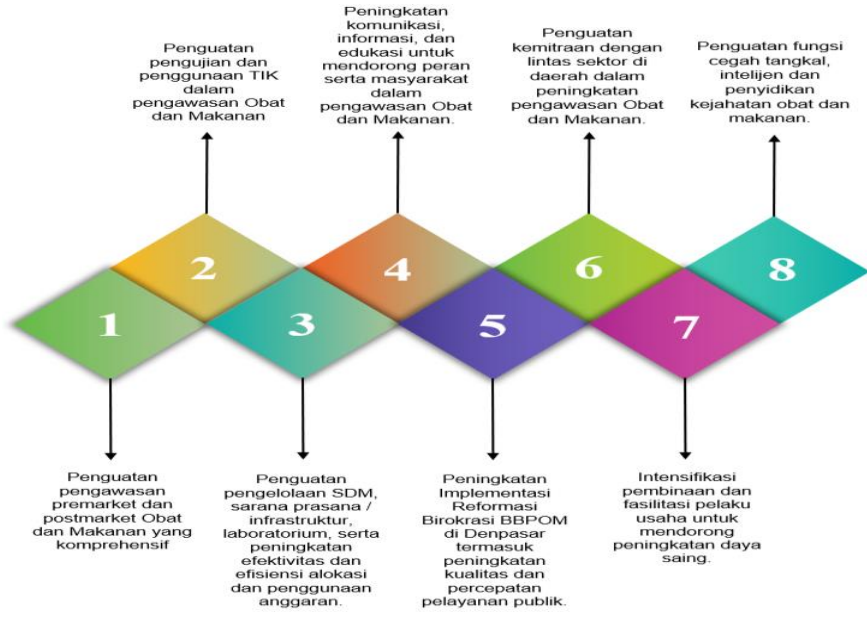 Penguatan
pengujian dan
penggunaan TIK
dalam
pengawasan Obat
dan Makanan
Peningkatan
komunikasi,
informasi, dan
edukasi untuk
mendorong peran
serta masyarakat
dalam
pengawasan Obat
dan Makanan.
Penguatan
kemitraan dengan
lintas sektor di
daerah dalam
peningkatan
pengawasan Obat
dan Makanan.
Penguatan fungsi
cegah tangkal,
intelijen dan
penyidikan
kejahatan obat dan
makanan.
1
2
3
4
5
6
7
8
Penguatan
pengawasan
premarket dan
postmarket Obat
dan Makanan yang
komprehensif
Penguatan
pengelolaan SDM,
sarana prasana /
infrastruktur,
laboratorium, serta
peningkatan
efektivitas dan
efisiensi alokasi
dan penggunaan
anggaran.
Peningkatan
Implementasi
Reformasi
Birokrasi BBPOM
di Denpasar
termasuk
peningkatan
kualitas dan
percepatan
pelayanan publik.
Intensifikasi
pembinaan dan
fasilitasi pelaku
usaha untuk
mendorong
peningkatan daya
saing.